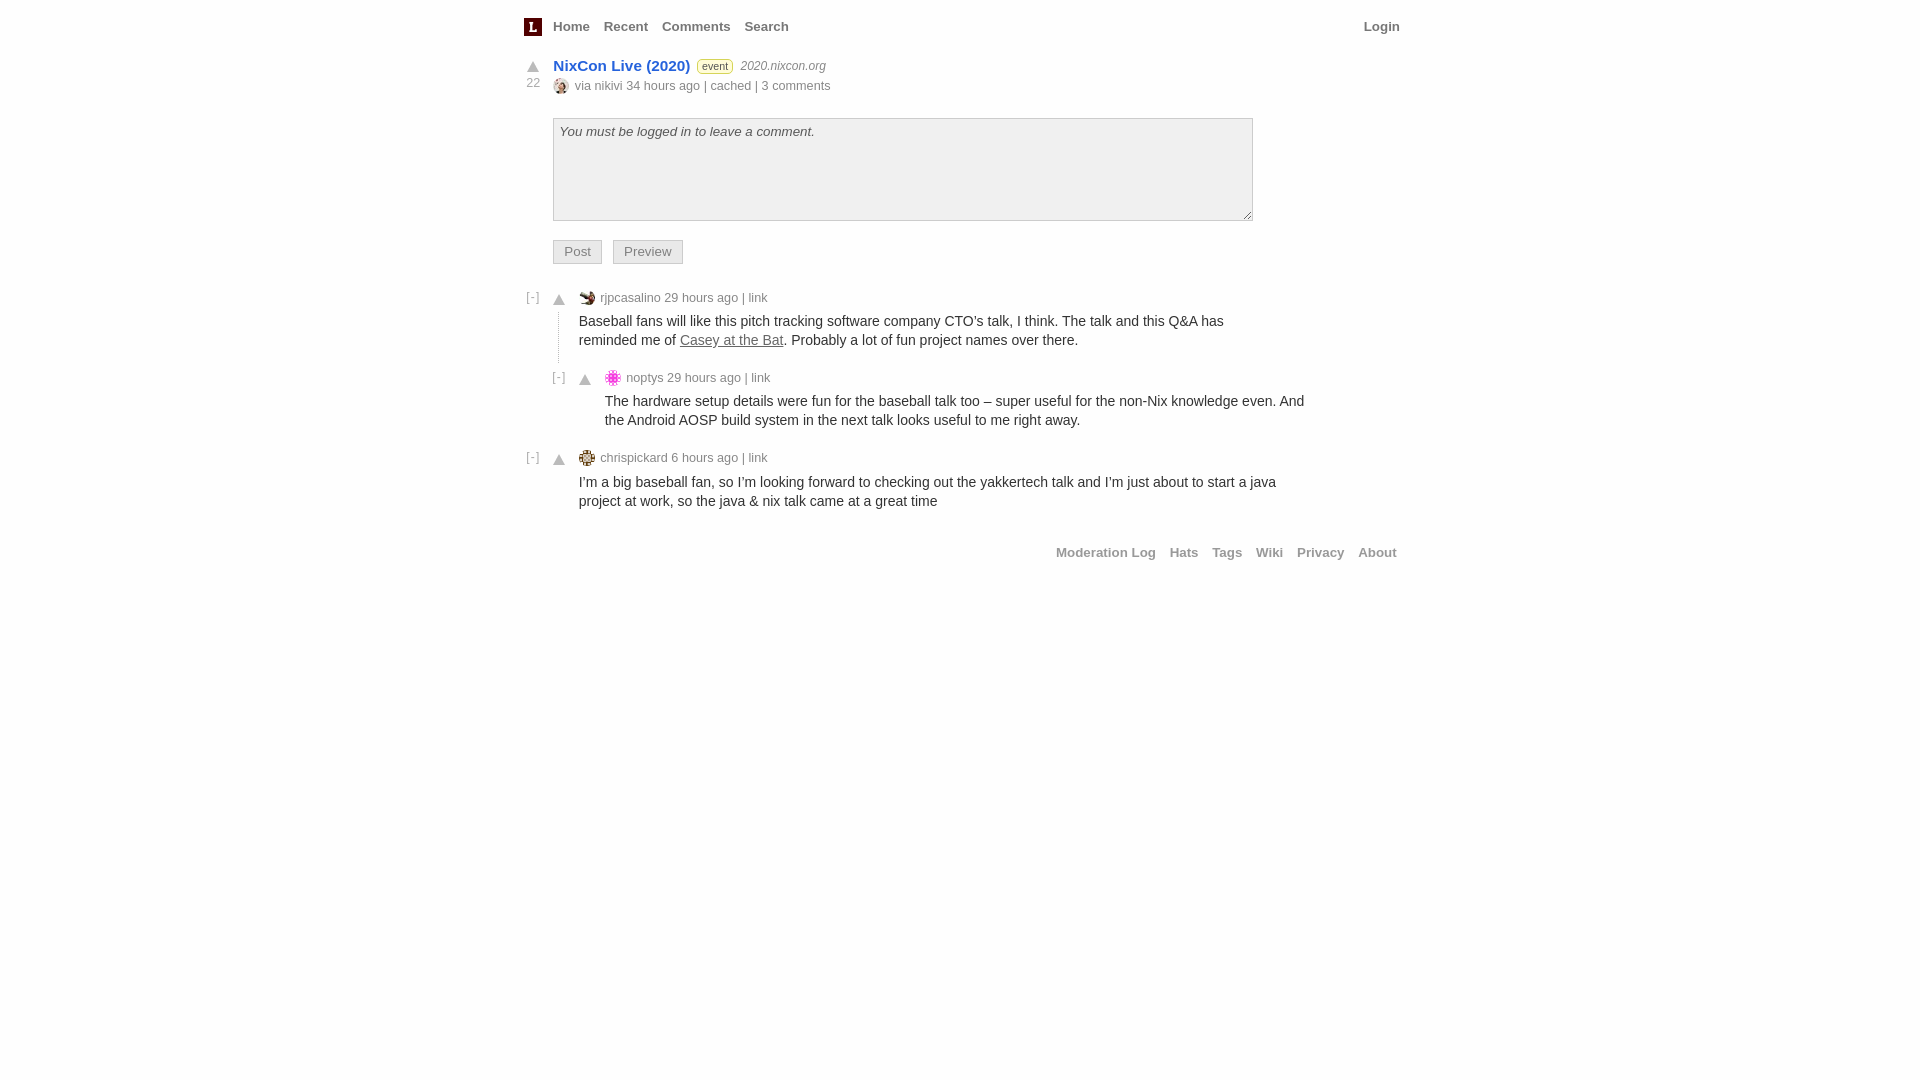 L Home Recent Comments Search Login
NixCon Live (2020) event 2020.nixcon.org
22
via nikivi 34 hours ago | cached | 3 comments
You must be logged in to leave a comment.
Post Preview
[-] rjpcasalino 29 hours ago | link
Baseball fans will like this pitch tracking software company CTO’s talk, I think. The talk and this Q&A has
reminded me of Casey at the Bat. Probably a lot of fun project names over there.
[-] noptys 29 hours ago | link
The hardware setup details were fun for the baseball talk too – super useful for the non-Nix knowledge even. And
the Android AOSP build system in the next talk looks useful to me right away.
[-] chrispickard 6 hours ago | link
I’m a big baseball fan, so I’m looking forward to checking out the yakkertech talk and I’m just about to start a java
project at work, so the java & nix talk came at a great time
Moderation Log Hats Tags Wiki Privacy About